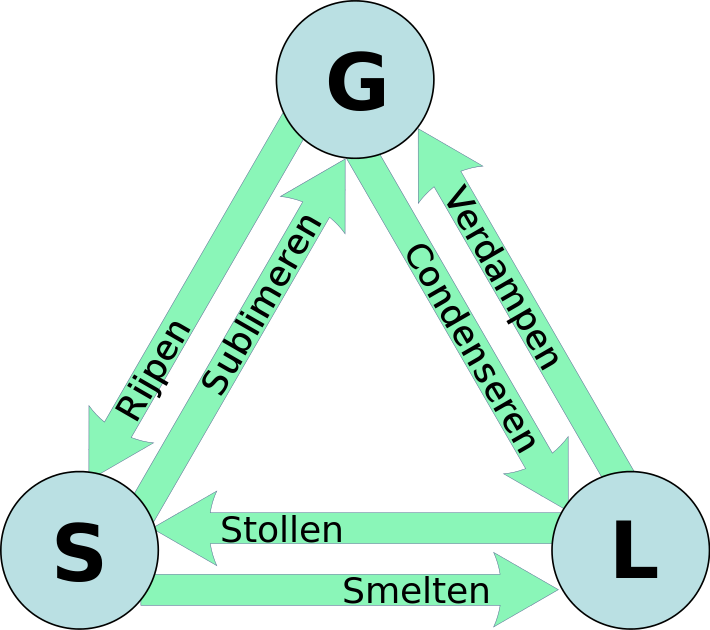 G
Rijpen
Sublimeren
Condenseren
Verdampen
S
Stollen
Smelten
L